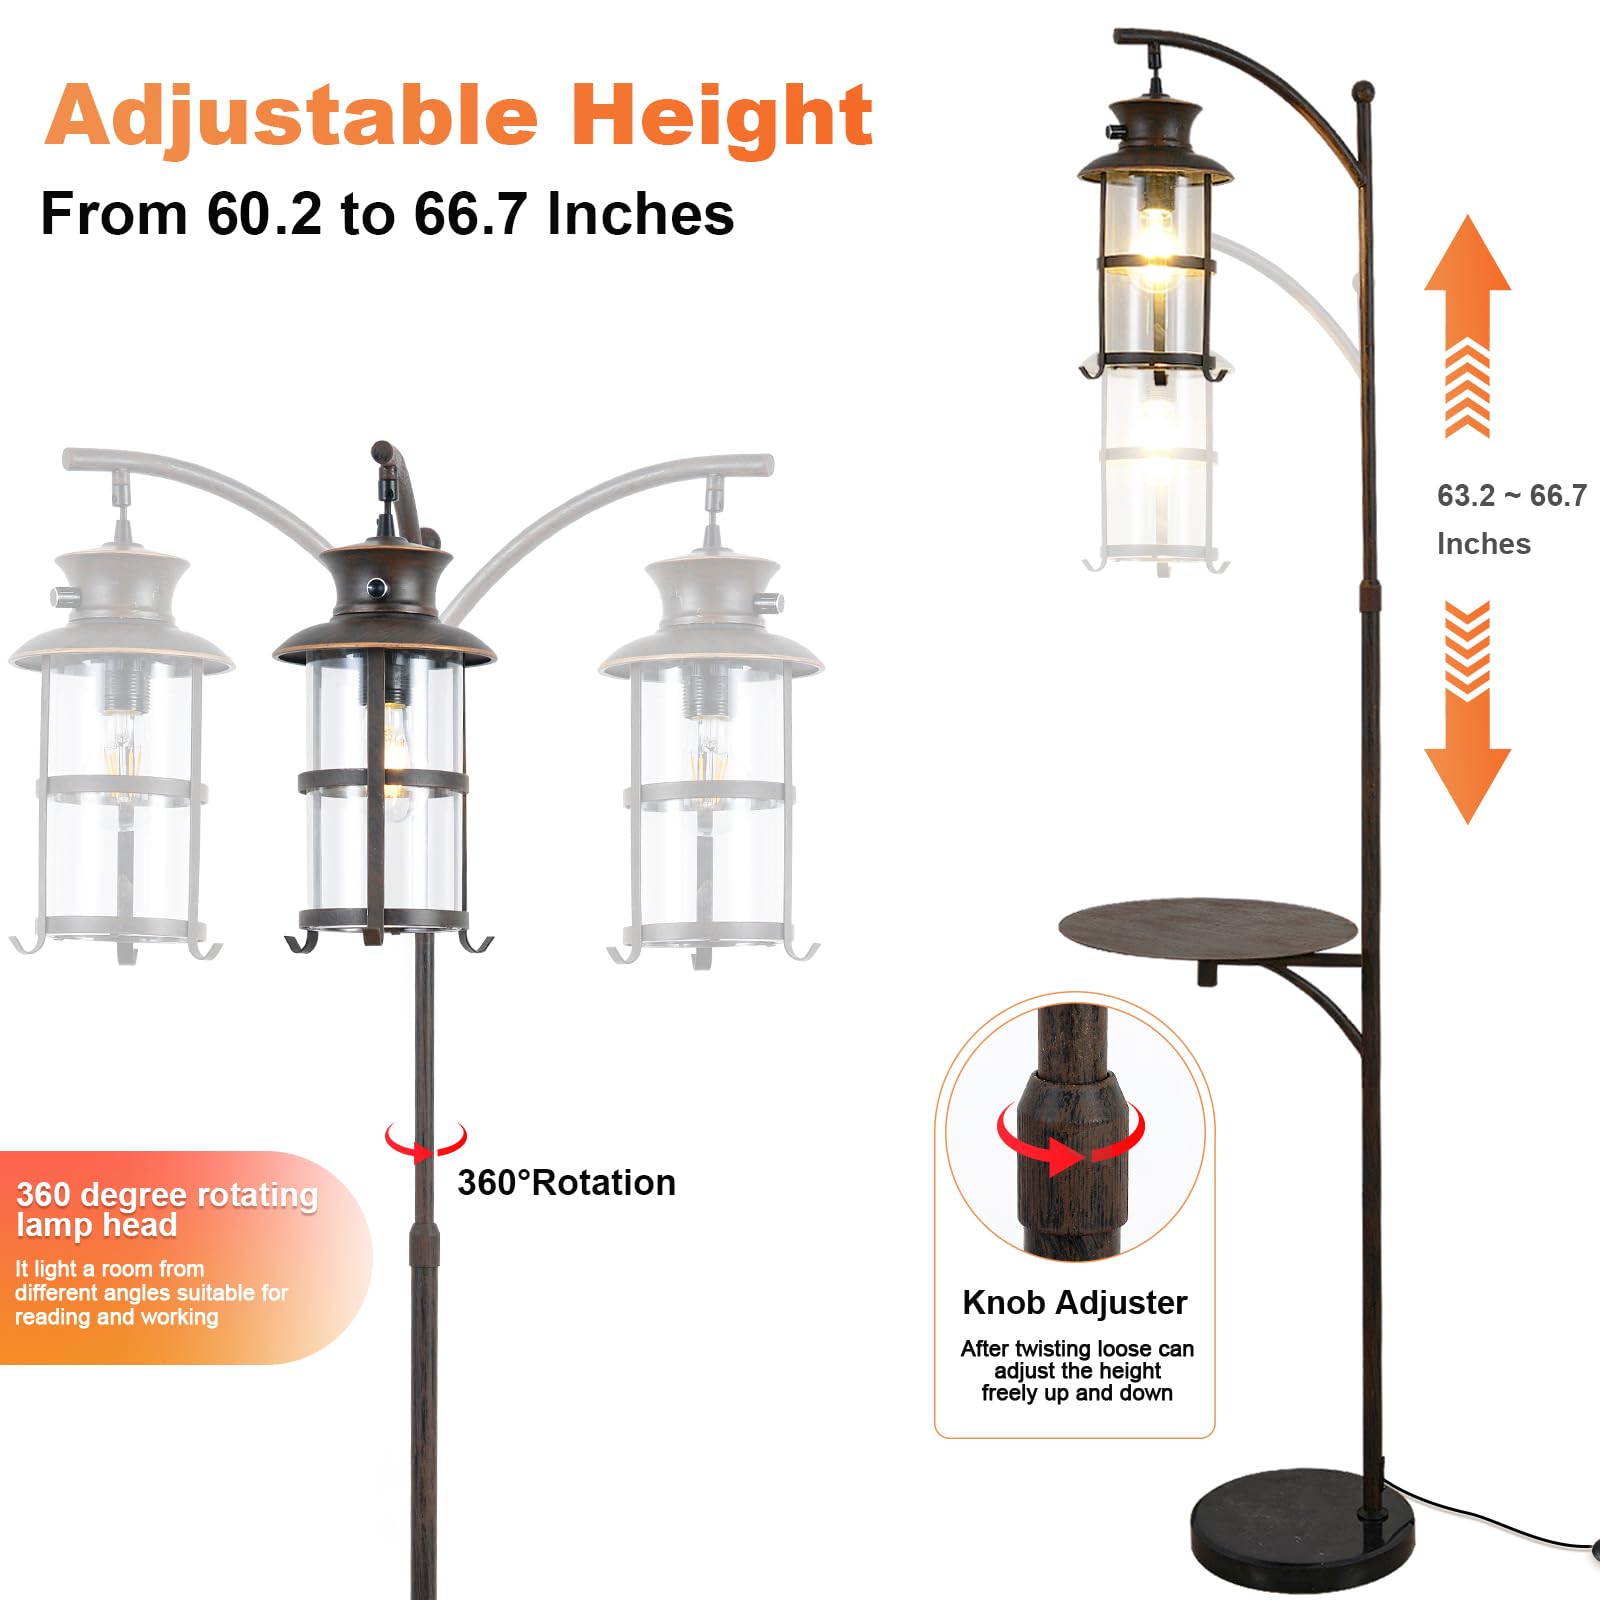 Adjustable Height
From 60.2 to 66.7 Inches
63.2 ~ 66.7
Inches
360°Rotation
360 degree rotating
lamp head
It light a room from
different angles suitable for
reading and working
Knob Adjuster
After twisting loose can
adjust the height
freely up and down